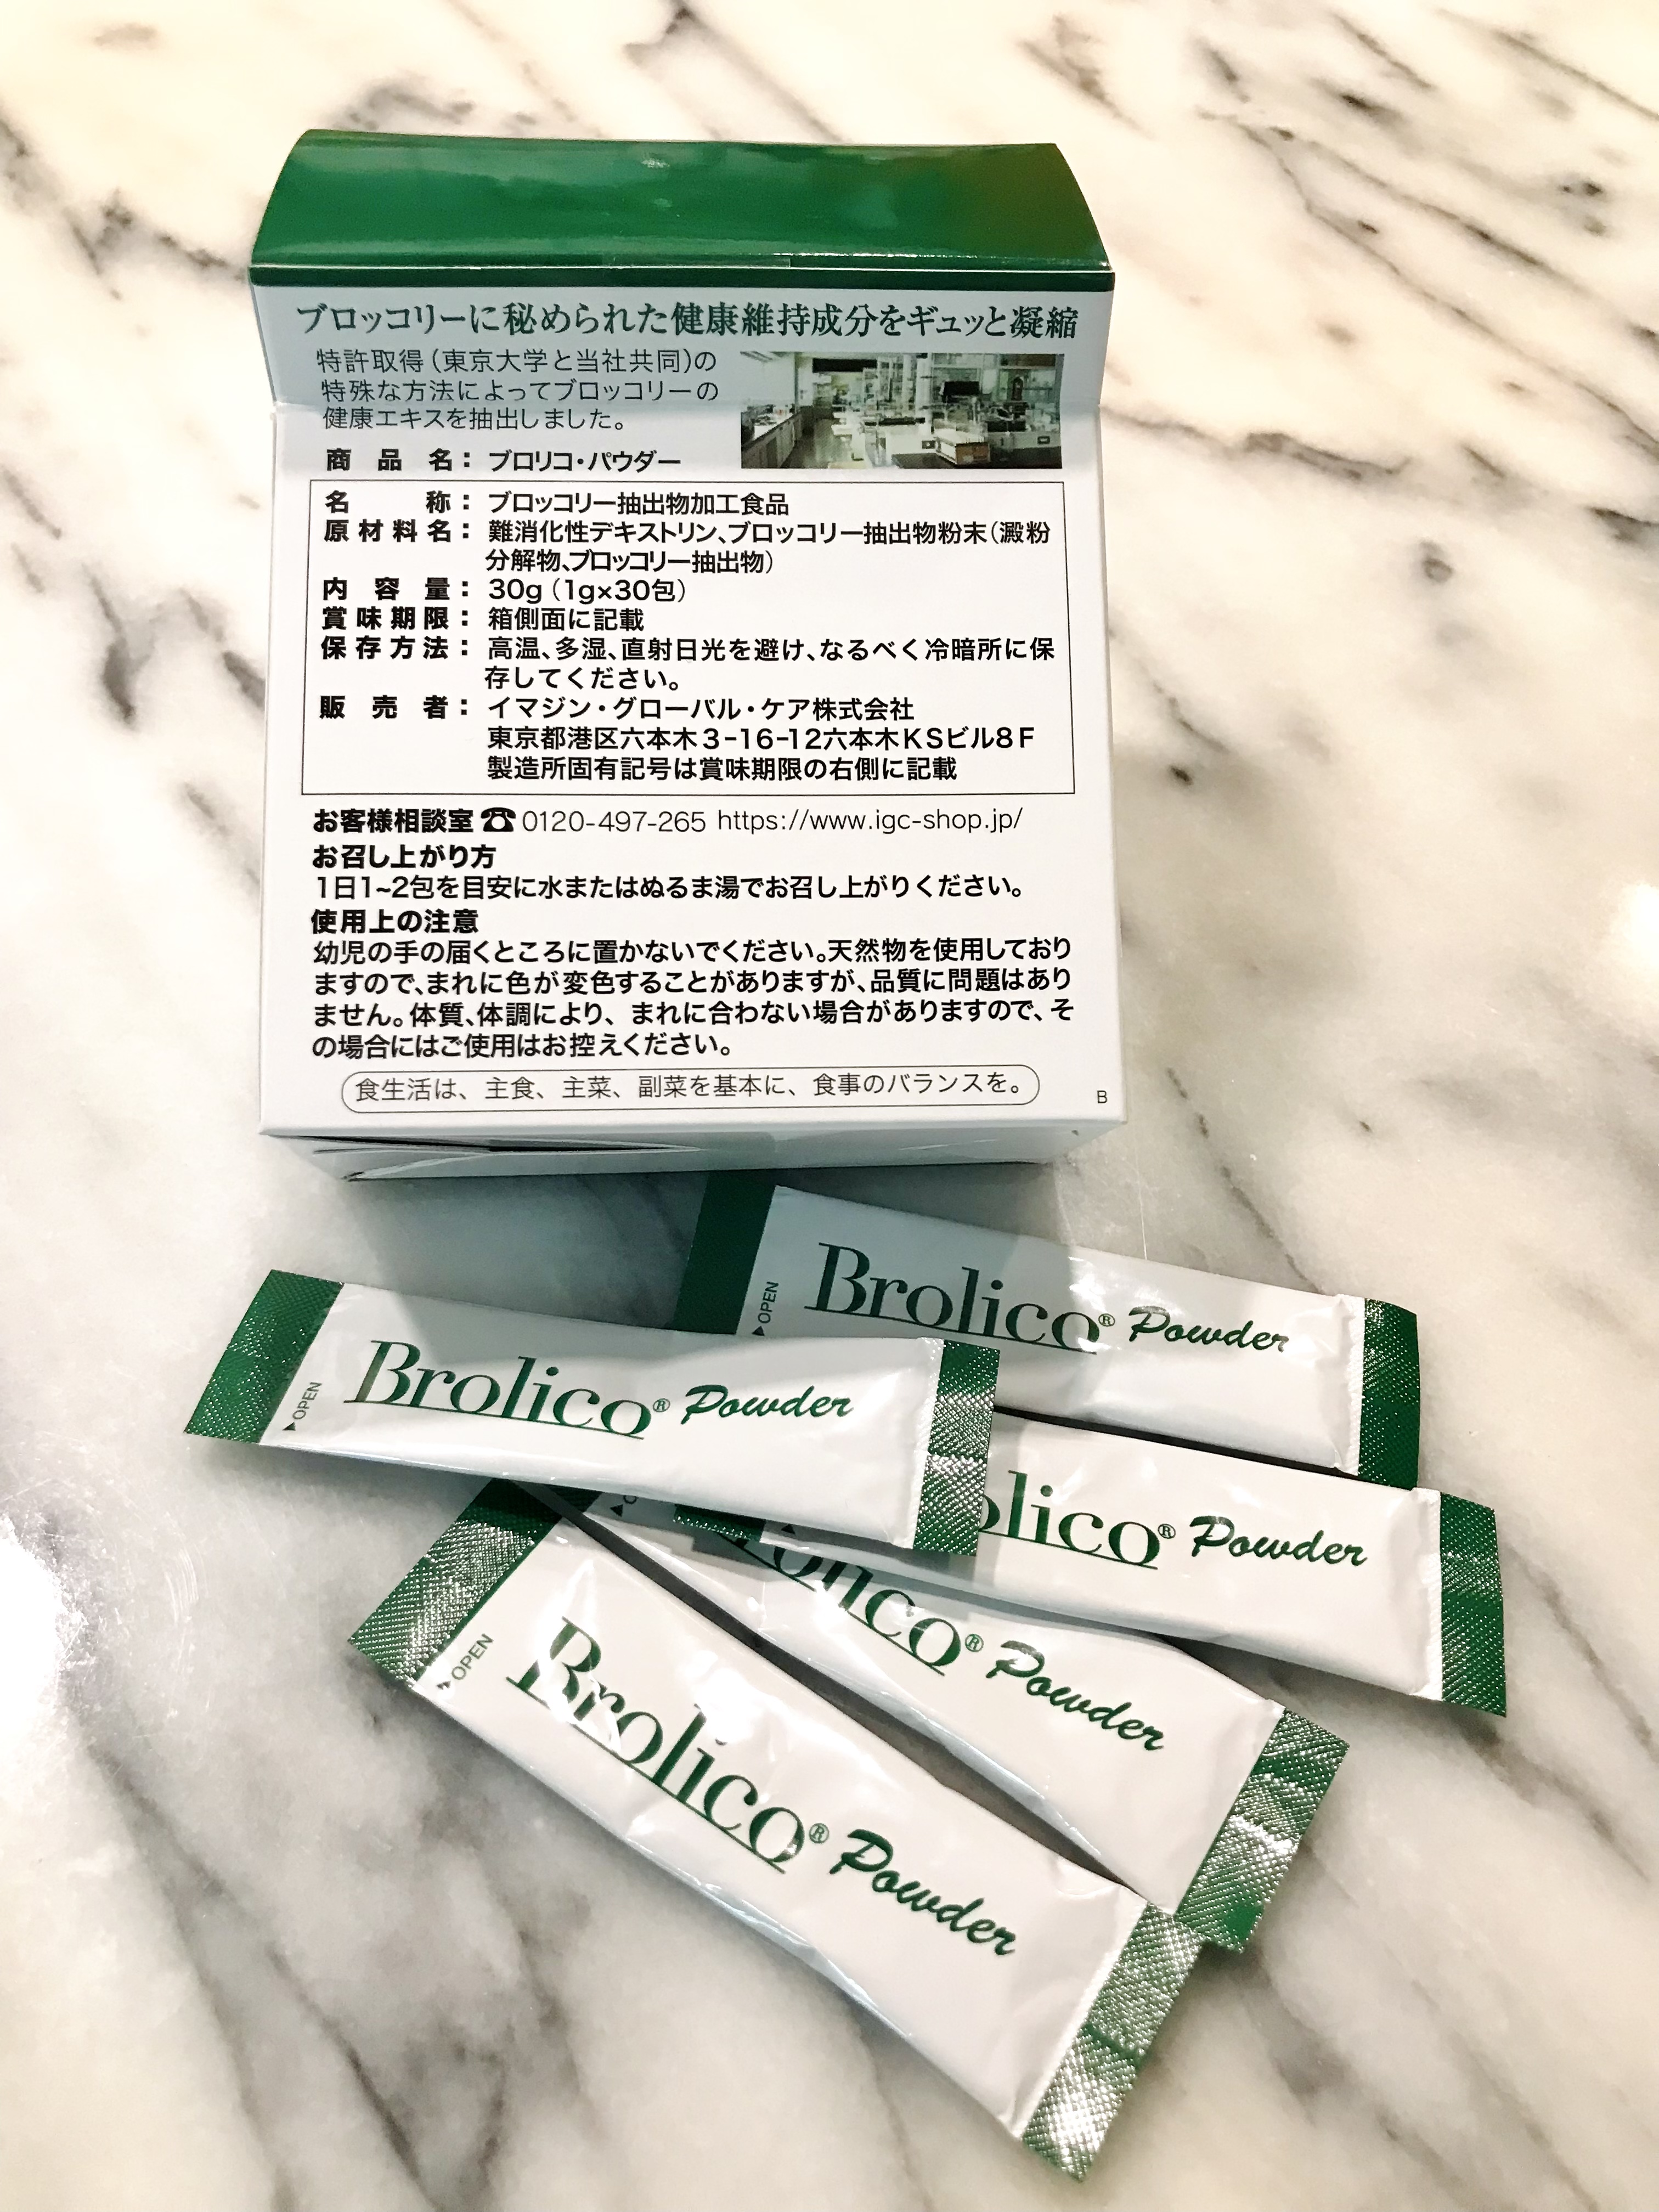 ブロッコリーに秘められた健康維持成分をギュッと凝縮
特許取得(東京大学と当社共同)の
特殊な方法によってブロッコリーの
健康エキスを抽出しました。
商品名：ブロリコ・パウダー
名称：ブロッコリー抽出物加工食品
原材料名：難消化性デキストリン、ブロッコリー抽出物粉末(澱粉
分解物、ブロッコリー抽出物)
内容量：30g(1g×30包)
賞味期限：箱側面に記載
保存方法：高温、多湿、直射日光を避け、なるべく冷暗所に保
存してください。
販売者：イマジン・グローバル・ケア株式会社
東京都港区六本木3-16-12六本木KSビル8F
製造所固有記号は賞味期限の右側に記載
お客様相談室☎0120-497-265 https://www.igc-shop.jp/
お召し上がり方
1日1~2包を目安に水またはぬるま湯でお召し上がりください。
使用上の注意
幼児の手の届くところに置かないでください。天然物を使用しており
ますので、まれに色が変色することがありますが、品質に問題はあり
ません。体質、体調により、まれに合わない場合がありますので、そ
の場合にはご使用はお控えください。
食生活は、主食、主菜、副菜を基本に、食事のバランスを。
B
▲OPEN
Brolico® Powder
▲OPEN
Brolico® Powder
olico® Powder
olico® Powder
▲OPEN
Brolico® Powder